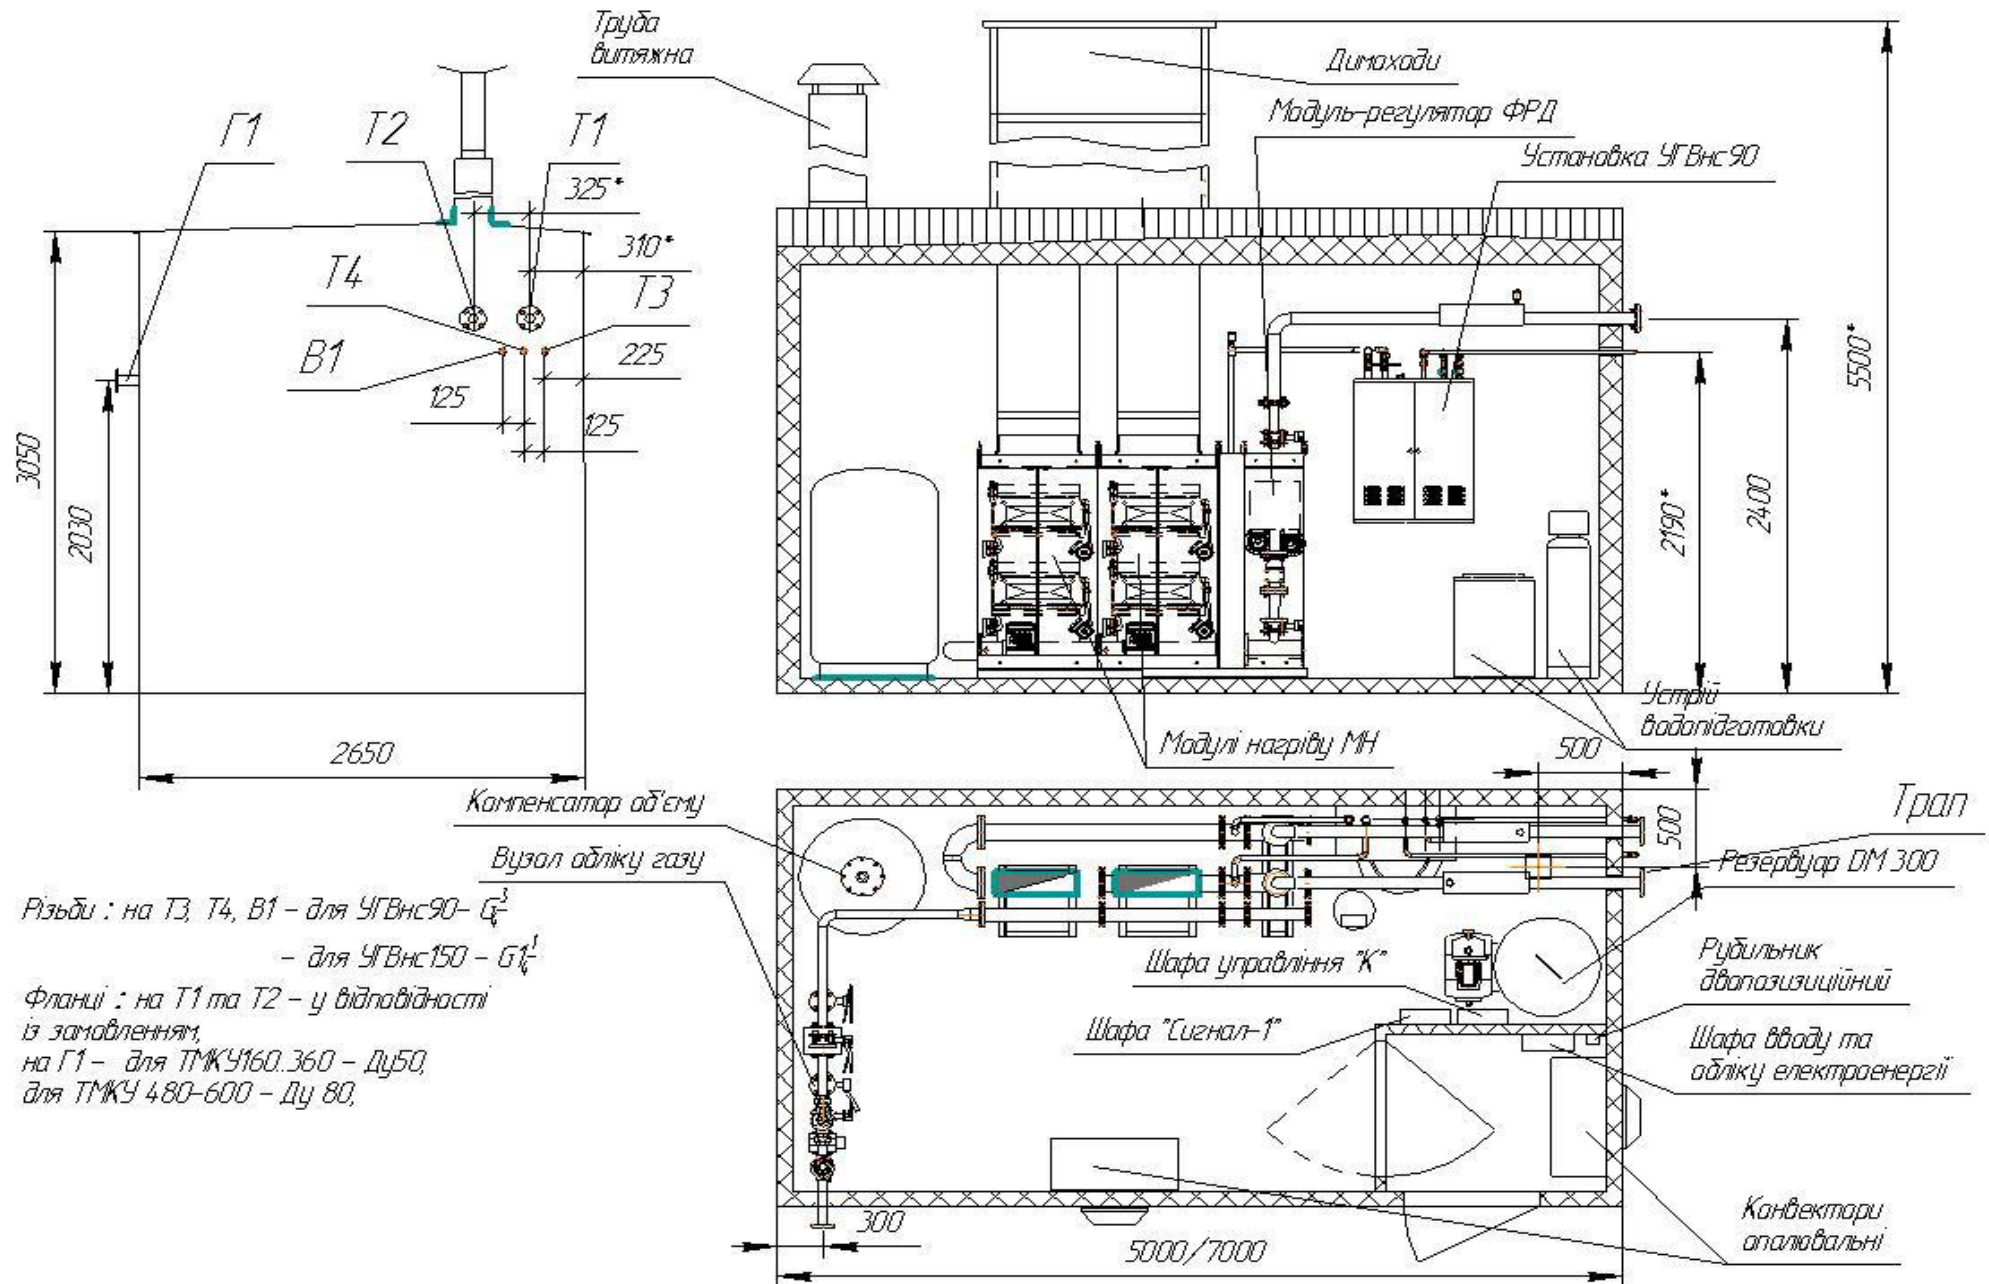 Труба
витяжна
Димоходи
Модуль-регулятор ФРД
Установка УГВнс90
Г1
Т2
Т1
325*
310*
Т4
Т3
В1
225
125
125
3050
2030
2650
5500*
2190*
2400
Устрій
водопідготовки
Модулі нагріву МН
500
500
Трап
Компенсатор об'єму
Вузол обліку газу
Резервуар DM 300
Різьби : на Т3, Т4, В1 – для УГВнс90– G¾
– для УГВнс150 – G1¼
Фланці : на Т1 та Т2 – у відповідності
із замовленням,
на Г1 – для ТМКУ160.360 – Ду50,
для ТМКУ 480-600 – Ду 80,
Шафа управління "К"
Шафа "Сигнал-1"
Рубильник
двопозизиційний
Шафа вводу та
обліку електроенергії
Конвектори
опалювальні
300
5000/7000